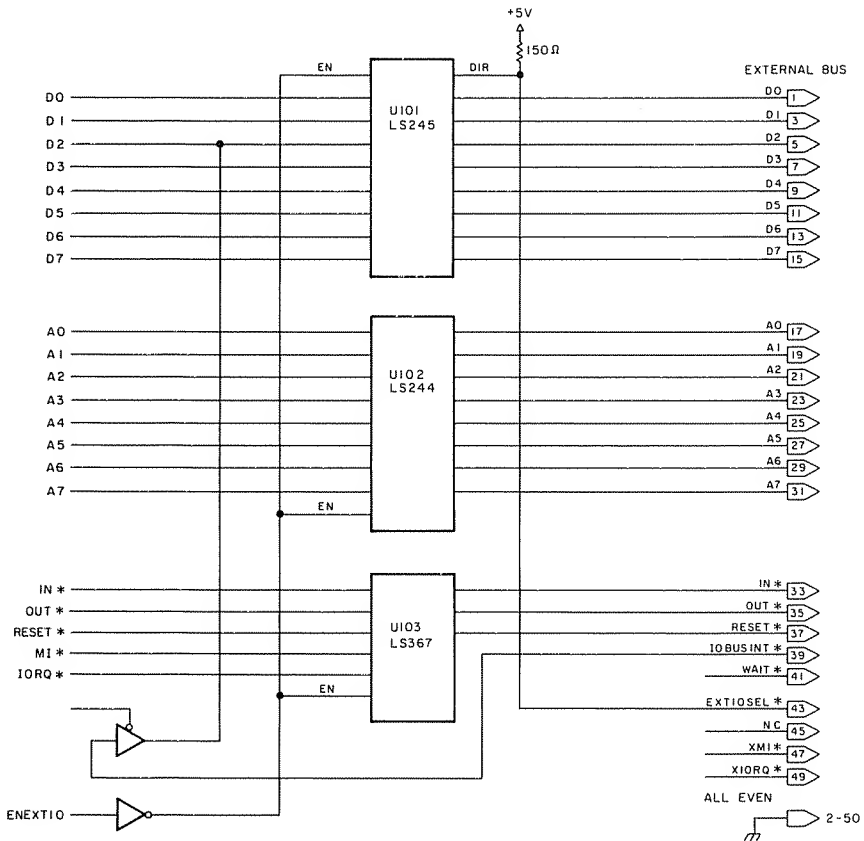 +5V
150Ω
EN
DIR
EXTERNAL BUS
U101
LS245
D0
D0
1
D1
D1
3
D2
D2
5
D3
D3
7
D4
D4
9
D5
D5
11
D6
D6
13
D7
D7
15
U102
LS244
A0
A0
17
A1
A1
19
A2
A2
21
A3
A3
23
A4
A4
25
A5
A5
27
A6
A6
29
A7
A7
31
EN
U103
LS367
IN *
IN *
33
OUT *
OUT *
35
RESET *
RESET *
37
MI *
IOBUSINT *
39
IORQ *
WAIT *
41
EN
EXTIOSEL *
43
NC
45
XMI *
47
XIORQ *
49
ALL EVEN
ENEXTIO
2-50